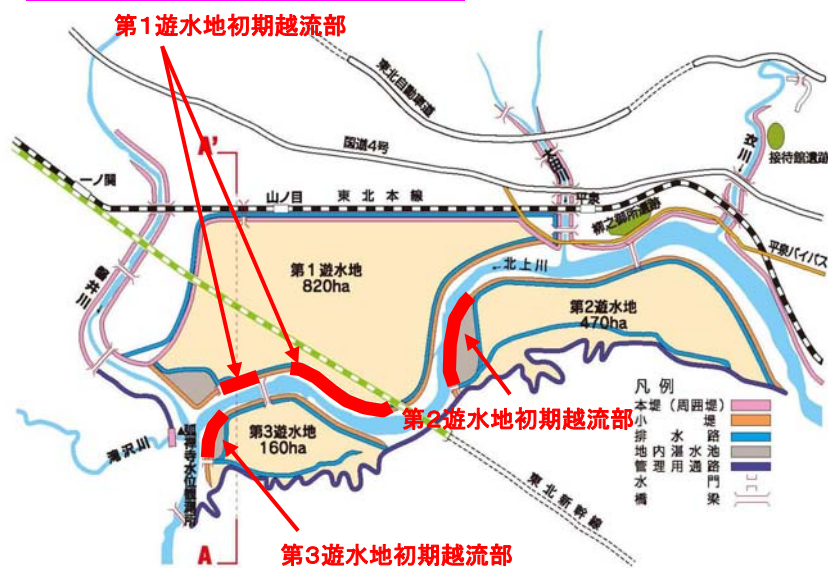 第1遊水地初期越流部
東北自動車道
国道4号
太田川
衣川
接待館遺跡
A'
一ノ関
山ノ目
東北本線
平泉
柳之御所遺跡
平泉バイパス
磐井川
第1遊水地
820ha
北上川
第2遊水地
470ha
第2遊水地初期越流部
第3遊水地
160ha
滝沢川
狐禅寺水位観測所
東北新幹線
A
第3遊水地初期越流部
凡例
本堤(周囲堤)
小堤
排水路
地内湛水池
管理用通路
水門
橋梁